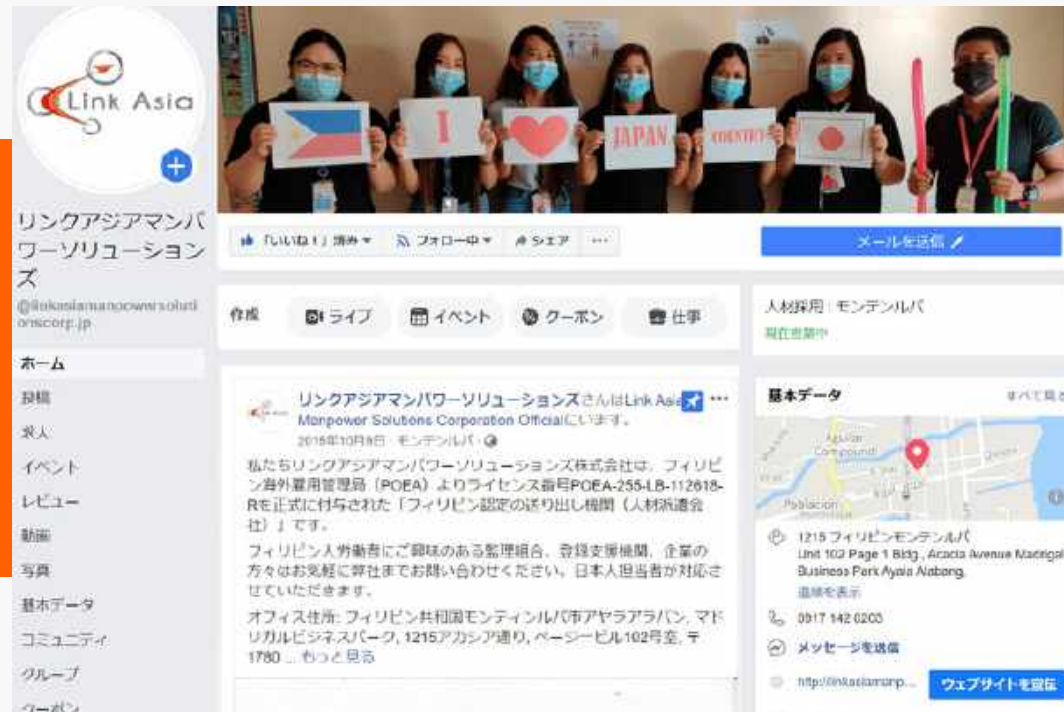 Link Asia
I
JAPAN
COUNTRY
リンクアジアマンパ
ワーソリューション
ズ
「いいね！」済み
フォロー中
シェア
メールを送信
作成
ライブ
イベント
クーポン
仕事
人材採用 : モンテンルパ
現在営業中
ホーム
投稿
求人
イベント
レビュー
動画
写真
基本データ
コミュニティ
グループ
クーポン
リンクアジアマンパワーソリューションズさんはLink Asia
Manpower Solutions Corporation Officialにいます。
モンテンルパ
私たちリンクアジアマンパワーソリューションズ株式会社は、フィリピ
ン海外雇用管理局（POEA）よりライセンス番号POEA-255-LB-112618-
Rを正式に付与された「フィリピン認定の送り出し機関（人材派遣会
社）」です。
フィリピン人労働者にご興味のある監理組合、登録支援機関、企業の
方々はお気軽に弊社までお問い合わせください。日本人担当者が対応さ
せていただきます。
オフィス住所: フィリピン共和国モンティンルパ市アヤラアラバン, マド
リガルビジネスパーク, 1215アカシア通り, ページービル102号室, 〒
1780 ... もっと見る
基本データ
すべて見る
Aguilar
Compound
Poblacion
1215 フィリピンモンテンルパ
Unit 102 Page 1 Bldg., Acacia Avenue Madrigal
Business Park Ayala Alabang,
道順を表示
0917 142 0203
メッセージを送信
http://linkasiamanp...
ウェブサイトを宣伝